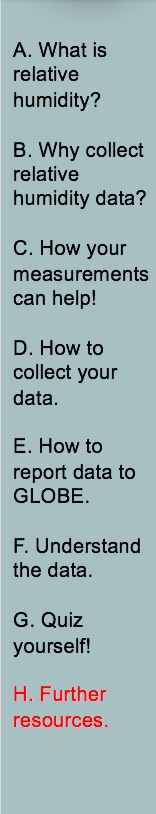 A. What is
relative
humidity?
B. Why collect
relative
humidity data?
C. How your
measurements
can help!
D. How to
collect your
data.
E. How to
report data to
GLOBE.
F. Understand
the data.
G. Quiz
yourself!
H. Further
resources.